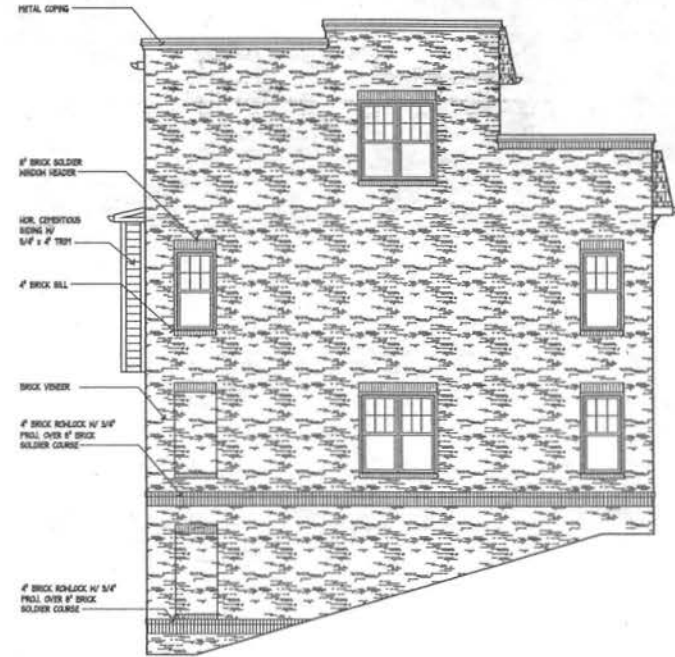 METAL COPING
8" BRICK SOLDIER
WINDOW HEADER
HOR. CEMENTIOUS
SIDING W/
5/4" x 4" TRIM
4" BRICK SILL
BRICK VENEER
4" BRICK ROWLOCK W/ 3/4"
PROJ. OVER 8" BRICK
SOLDIER COURSE
4" BRICK ROWLOCK W/ 3/4"
PROJ. OVER 8" BRICK
SOLDIER COURSE